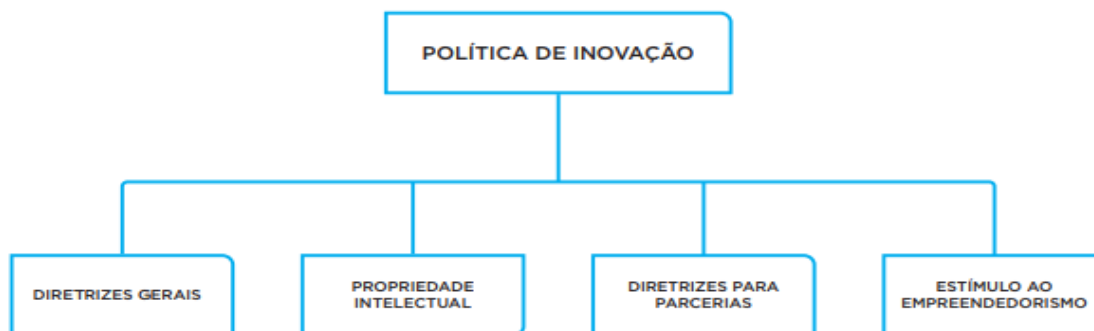 POLÍTICA DE INOVAÇÃO
DIRETRIZES GERAIS
PROPRIEDADE
INTELECTUAL
DIRETRIZES PARA
PARCERIAS
ESTÍMULO AO
EMPREENDEDORISMO